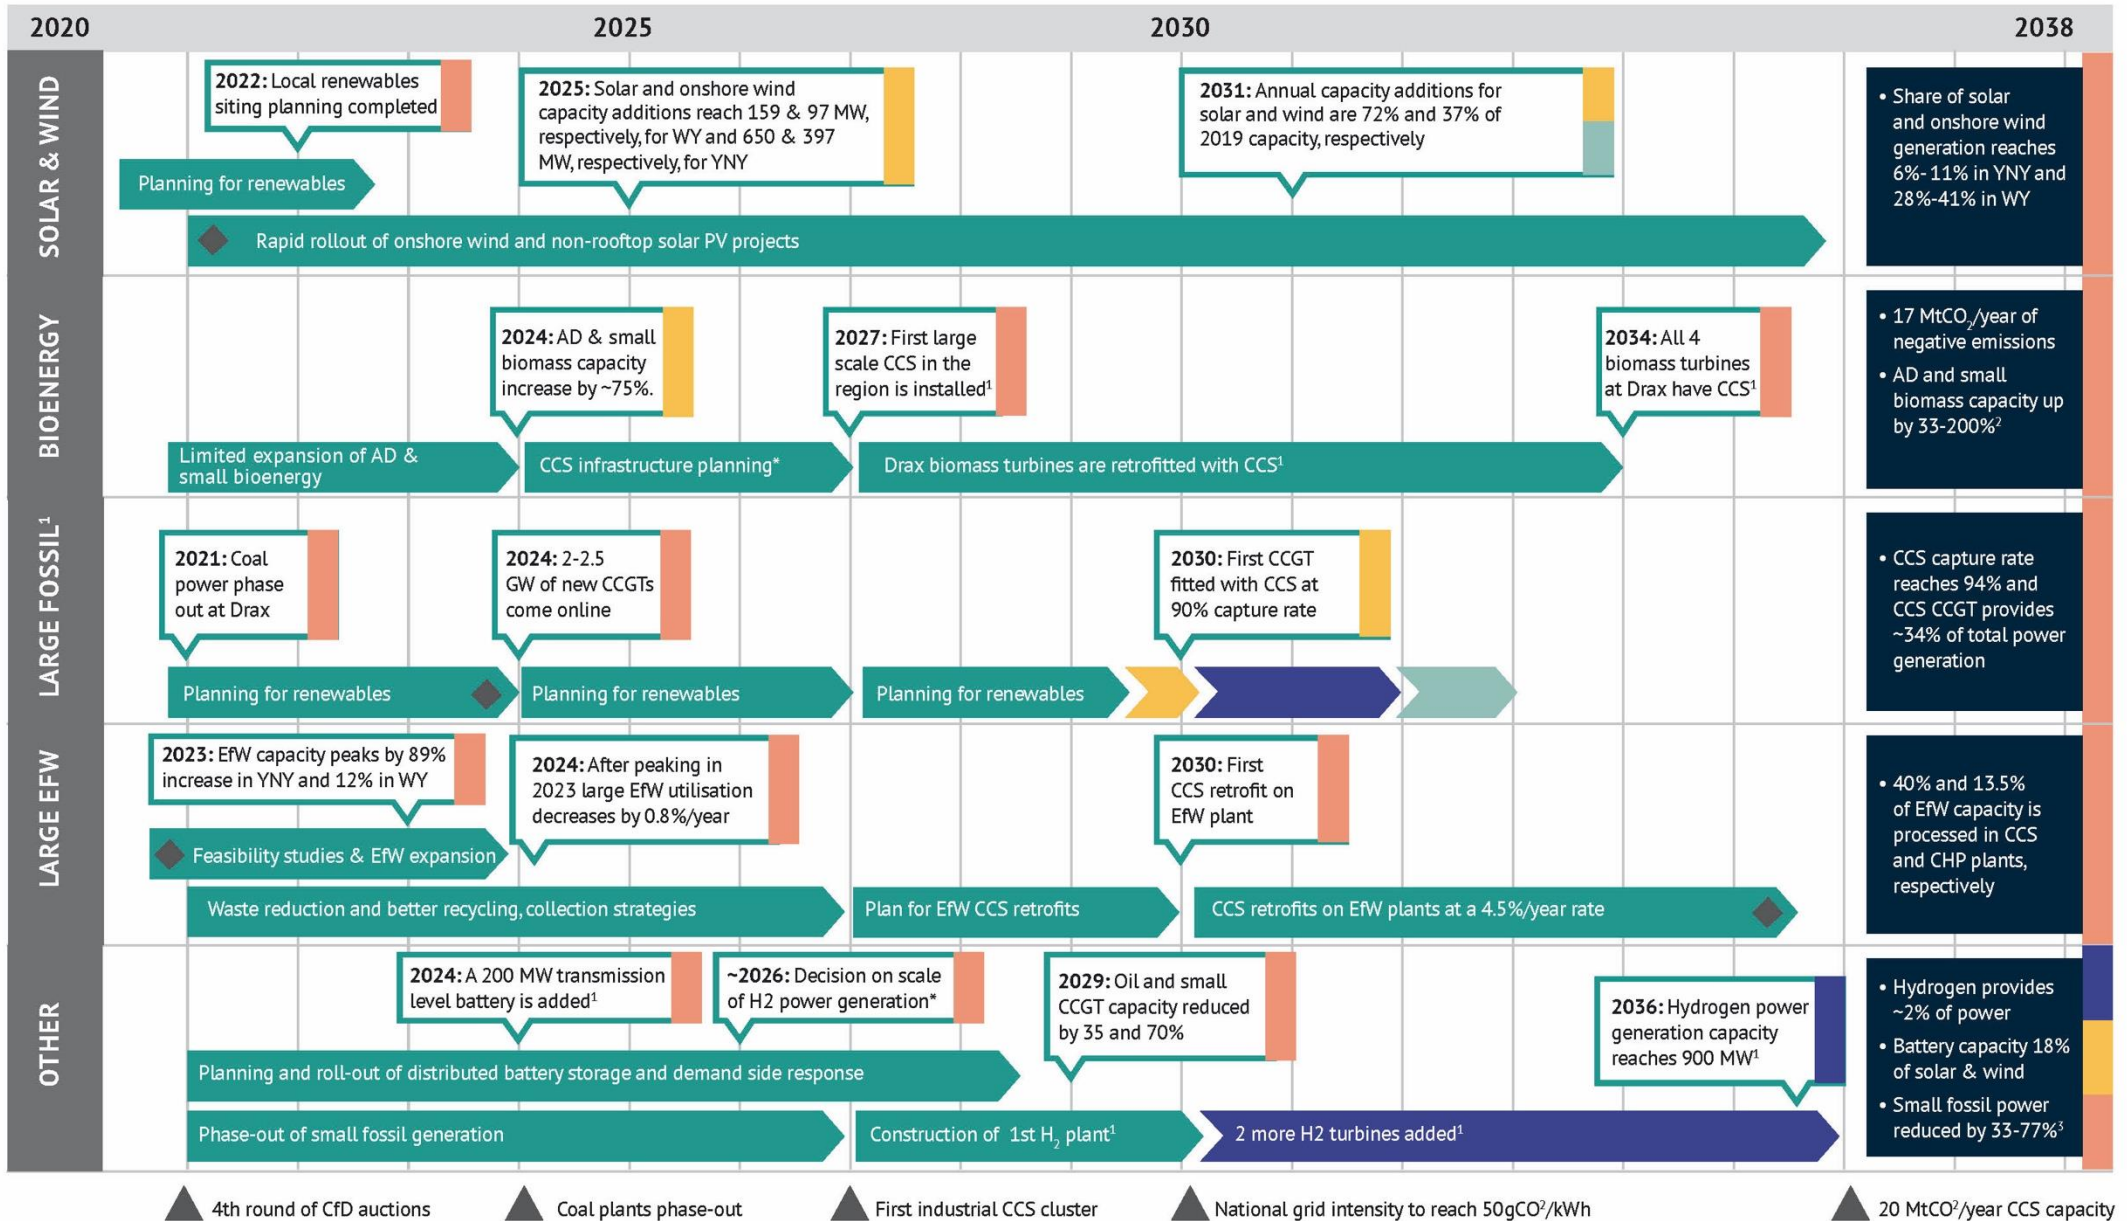 2020
2025
2030
2038
SOLAR & WIND
2022: Local renewables
siting planning completed
2025: Solar and onshore wind
capacity additions reach 159 & 97 MW,
respectively, for WY and 650 & 397
MW, respectively, for YNY
2031: Annual capacity additions for
solar and wind are 72% and 37% of
2019 capacity, respectively
Planning for renewables
Rapid rollout of onshore wind and non-rooftop solar PV projects
• Share of solar
and onshore wind
generation reaches
6%-11% in YNY and
28%-41% in WY
BIOENERGY
2024: AD & small
biomass capacity
increase by ~75%.
2027: First large
scale CCS in the
region is installed¹
2034: All 4
biomass turbines
at Drax have CCS¹
Limited expansion of AD &
small bioenergy
CCS infrastructure planning*
Drax biomass turbines are retrofitted with CCS¹
• 17 MtCO₂/year of
negative emissions
• AD and small
biomass capacity up
by 33-200%²
LARGE FOSSIL¹
2021: Coal
power phase
out at Drax
2024: 2-2.5
GW of new CCGTs
come online
2030: First CCGT
fitted with CCS at
90% capture rate
Planning for renewables
Planning for renewables
Planning for renewables
• CCS capture rate
reaches 94% and
CCS CCGT provides
~34% of total power
generation
LARGE EFW
2023: EfW capacity peaks by 89%
increase in YNY and 12% in WY
2024: After peaking in
2023 large EfW utilisation
decreases by 0.8%/year
2030: First
CCS retrofit on
EfW plant
Feasibility studies & EfW expansion
Waste reduction and better recycling, collection strategies
Plan for EfW CCS retrofits
CCS retrofits on EfW plants at a 4.5%/year rate
• 40% and 13.5%
of EfW capacity is
processed in CCS
and CHP plants,
respectively
OTHER
2024: A 200 MW transmission
level battery is added¹
~2026: Decision on scale
of H2 power generation*
2029: Oil and small
CCGT capacity reduced
by 35 and 70%
2036: Hydrogen power
generation capacity
reaches 900 MW¹
Planning and roll-out of distributed battery storage and demand side response
Phase-out of small fossil generation
Construction of 1st H₂ plant¹
2 more H2 turbines added¹
• Hydrogen provides
~2% of power
• Battery capacity 18%
of solar & wind
• Small fossil power
reduced by 33-77%³
4th round of CfD auctions
Coal plants phase-out
First industrial CCS cluster
National grid intensity to reach 50gCO²/kWh
20 MtCO²/year CCS capacity